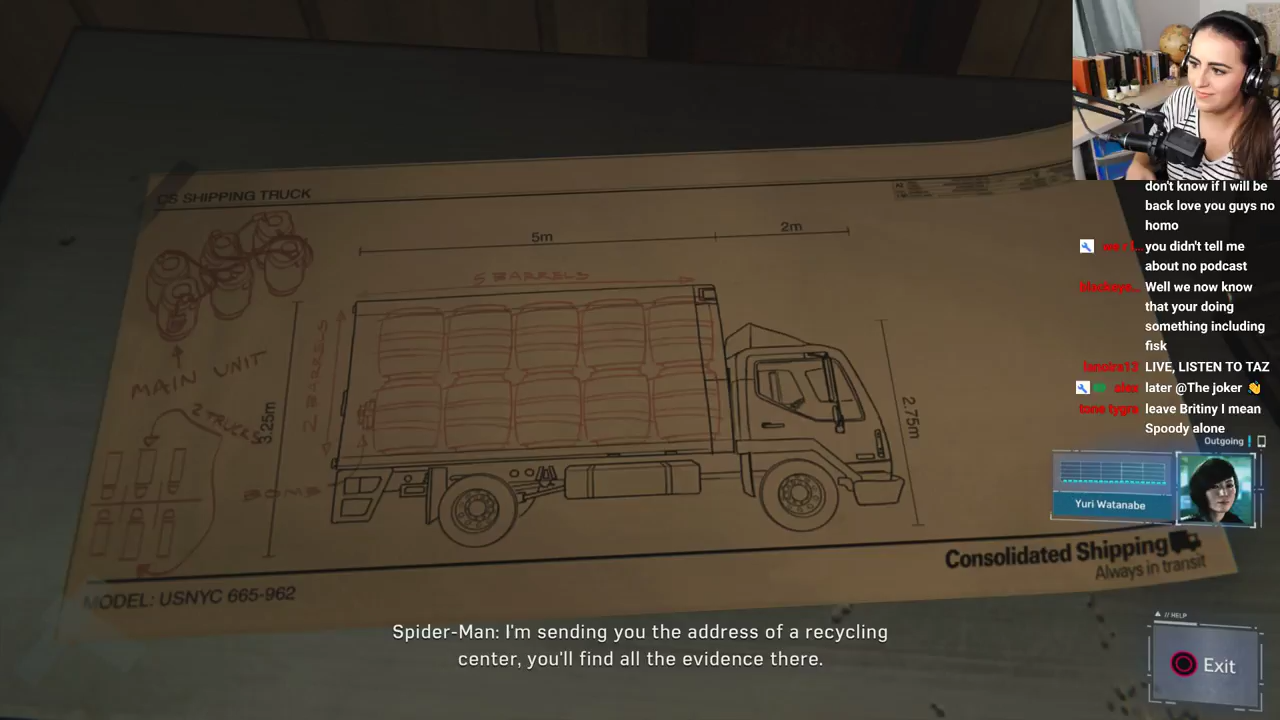 CS SHIPPING TRUCK
5m
2m
5 BARRELS
2 BARRELS
MAIN UNIT
2 TRUCKS
3.25m
2.75m
BOMB
MODEL: USNYC 665-962
Consolidated Shipping
Always in transit
don't know if I will be
back love you guys no
homo
you didn't tell me
about no podcast
Well we now know
that your doing
something including
fisk
LIVE, LISTEN TO TAZ
alex later @The joker 👋
tono tygra leave Britiny I mean
Spoody alone
Outgoing
Yuri Watanabe
Spider-Man: I'm sending you the address of a recycling
center, you'll find all the evidence there.
// HELP
Exit